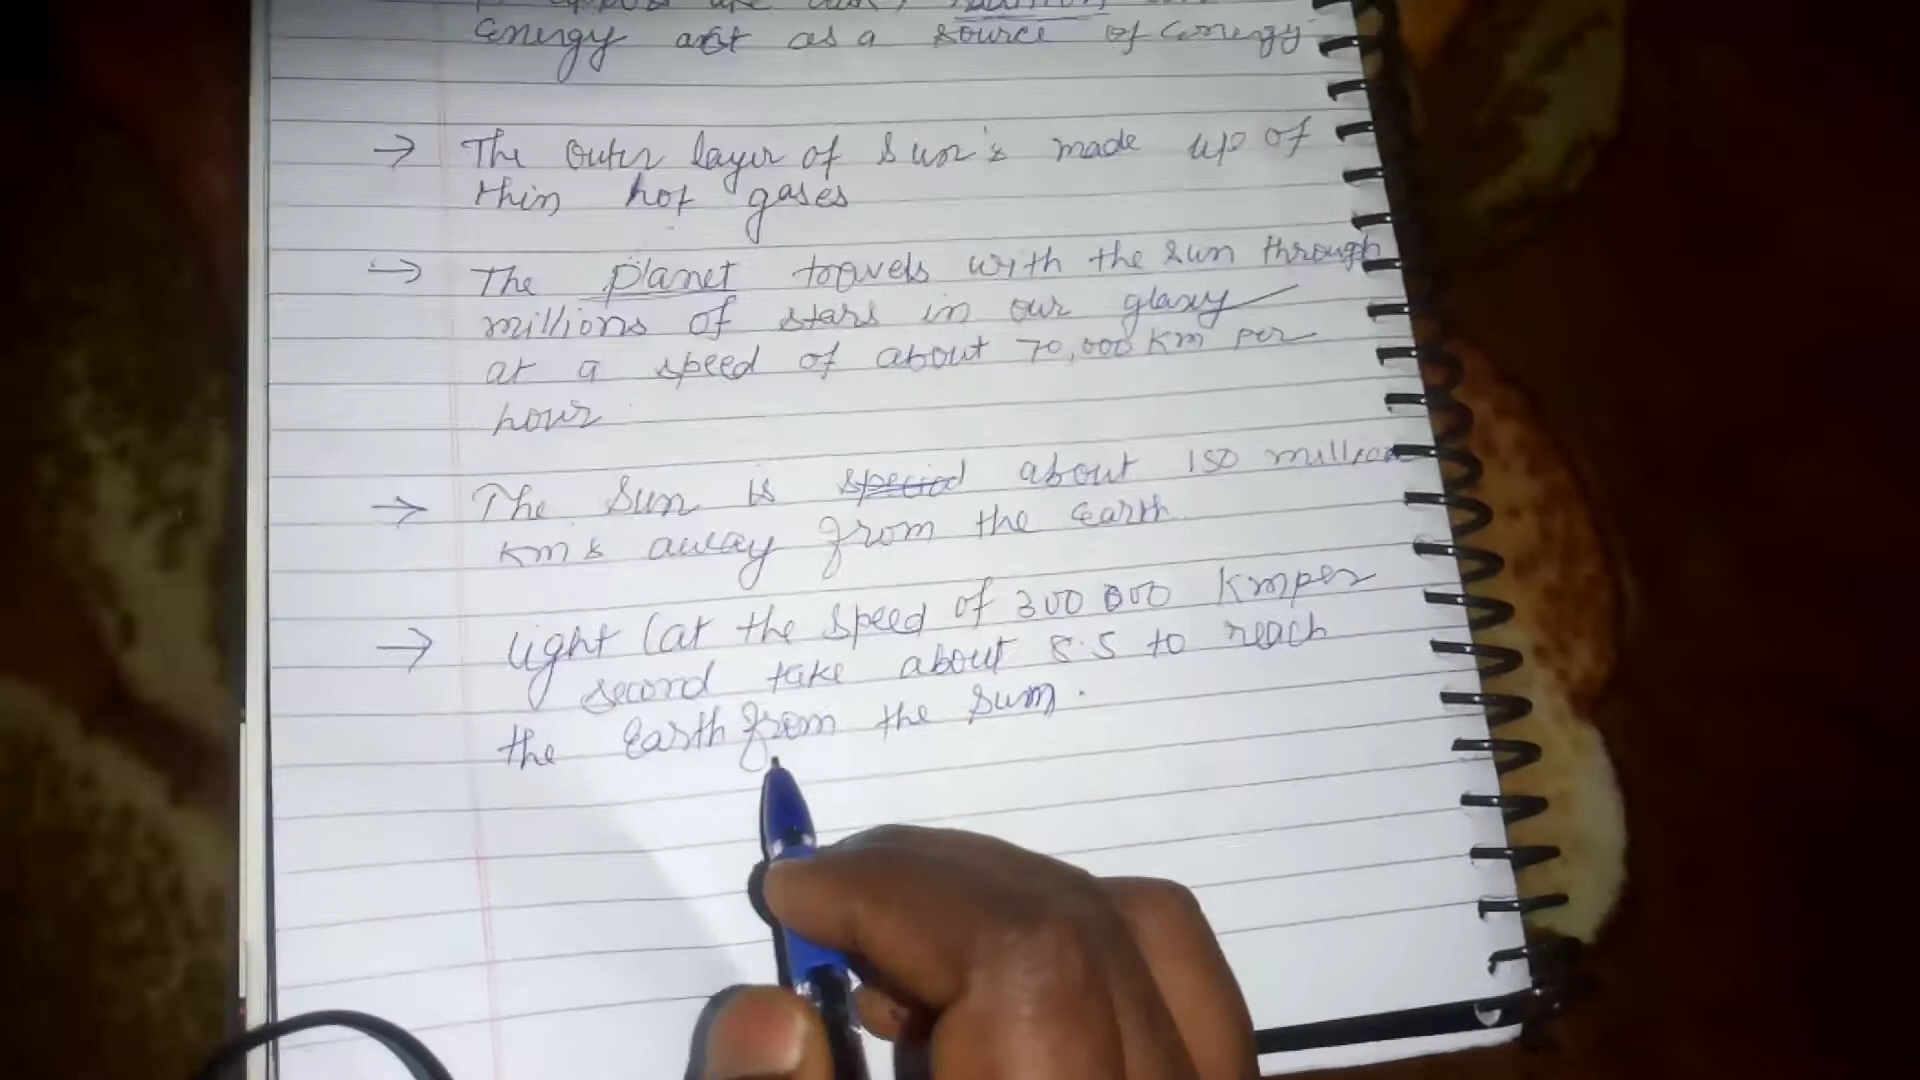 energy act as a source of energy
→ The outer layer of Sun's made up of
thin hot gases
→ The planet travels with the sun through
millions of stars in our glaxy
at a speed of about 70,000 Km per
hour
→ The Sun is about 150 million
Kms away from the Earth
→ light (at the speed of 300 000 Km per
second take about 8.5 to reach
the Earth from the Sun.